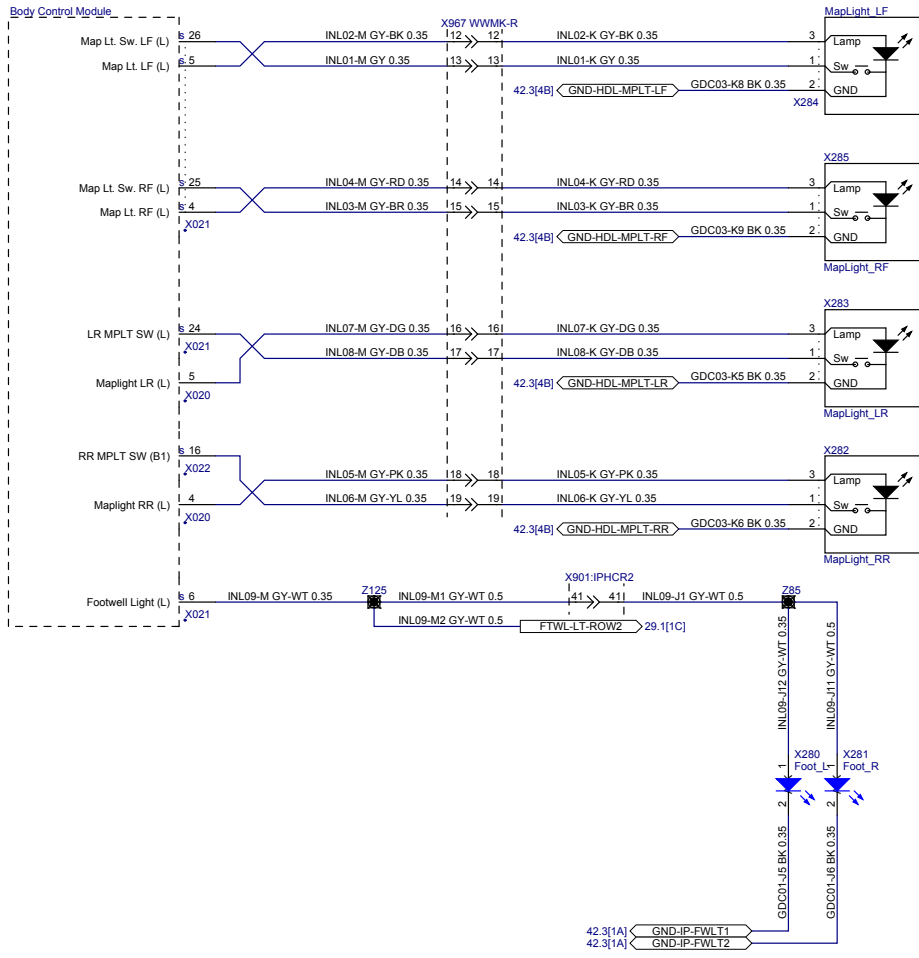 Body Control Module
MapLight_LF
X967 WWMK-R
Map Lt. Sw. LF (L) s 26 INL02-M GY-BK 0.35 12 12 INL02-K GY-BK 0.35 3 Lamp
Map Lt. LF (L) s 5 INL01-M GY 0.35 13 13 INL01-K GY 0.35 1 Sw
42.3[4B] GND-HDL-MPLT-LF GDC03-K8 BK 0.35 2 GND
X284
X285
Map Lt. Sw. RF (L) s 25 INL04-M GY-RD 0.35 14 14 INL04-K GY-RD 0.35 3 Lamp
Map Lt. RF (L) s 4 INL03-M GY-BR 0.35 15 15 INL03-K GY-BR 0.35 1 Sw
X021
42.3[4B] GND-HDL-MPLT-RF GDC03-K9 BK 0.35 2 GND
MapLight_RF
X283
LR MPLT SW (L) s 24 INL07-M GY-DG 0.35 16 16 INL07-K GY-DG 0.35 3 Lamp
X021 INL08-M GY-DB 0.35 17 17 INL08-K GY-DB 0.35 1 Sw
Maplight LR (L) 5 42.3[4B] GND-HDL-MPLT-LR GDC03-K5 BK 0.35 2 GND
X020
MapLight_LR
X282
RR MPLT SW (B1) s 16
X022 INL05-M GY-PK 0.35 18 18 INL05-K GY-PK 0.35 3 Lamp
Maplight RR (L) 4 INL06-M GY-YL 0.35 19 19 INL06-K GY-YL 0.35 1 Sw
X020
42.3[4B] GND-HDL-MPLT-RR GDC03-K6 BK 0.35 2 GND
MapLight_RR
X901:IPHCR2
Footwell Light (L) s 6 INL09-M GY-WT 0.35 Z125 INL09-M1 GY-WT 0.5 41 41 INL09-J1 GY-WT 0.5 Z85
X021
INL09-M2 GY-WT 0.5 FTWL-LT-ROW2 29.1[1C]
INL09-J12 GY-WT 0.35
INL09-J11 GY-WT 0.5
X280 X281
1 Foot_L 1 Foot_R
2 2
GDC01-J5 BK 0.35
GDC01-J6 BK 0.35
42.3[1A] GND-IP-FWLT1
42.3[1A] GND-IP-FWLT2